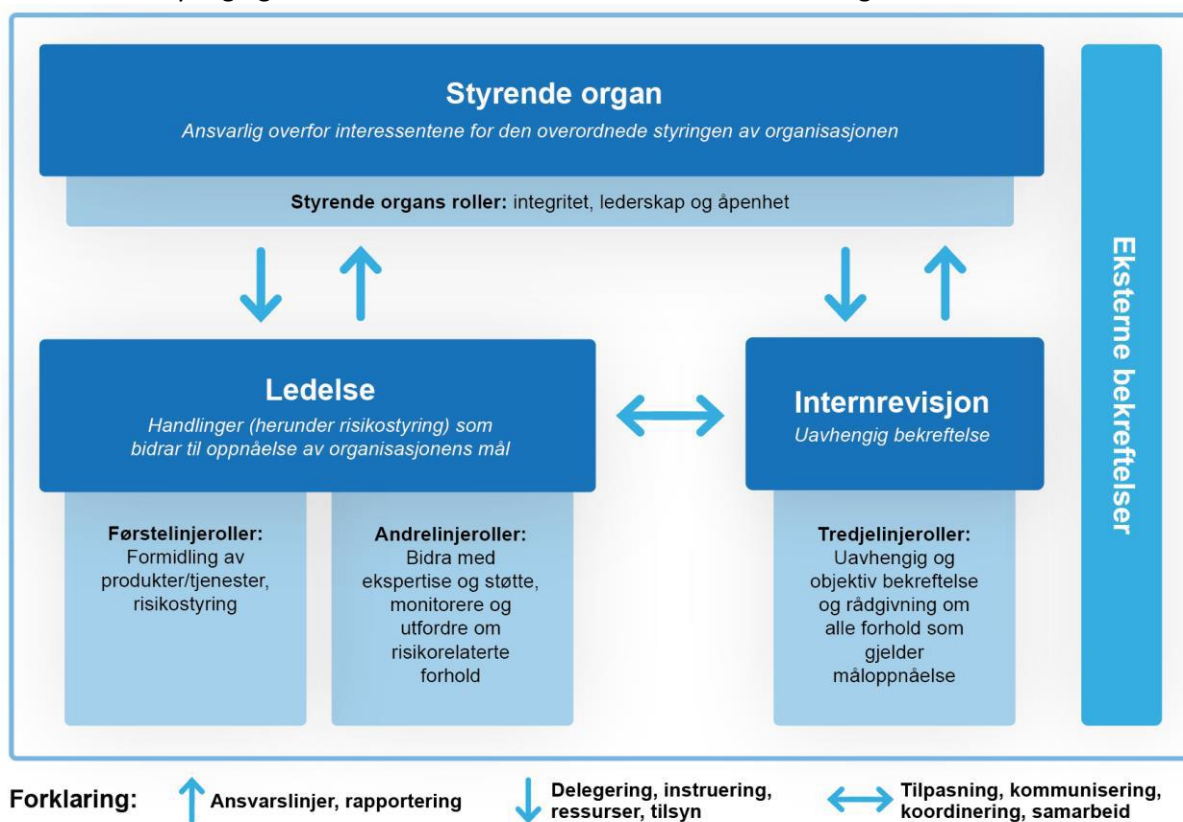 Styrende organ
Ansvarlig overfor interessentene for den overordnede styringen av organisasjonen
Styrende organs roller: integritet, lederskap og åpenhet
Ledelse
Handlinger (herunder risikostyring) som
bidrar til oppnåelse av organisasjonens mål
Førstelinjeroller:
Formidling av
produkter/tjenester,
risikostyring
Andrelinjeroller:
Bidra med
ekspertise og støtte,
monitorere og
utfordre om
risikorelaterte
forhold
Internrevisjon
Uavhengig bekreftelse
Tredjelinjeroller:
Uavhengig og
objektiv bekreftelse
og rådgivning om
alle forhold som
gjelder
måloppnåelse
Eksterne bekreftelser
Forklaring:
Ansvarslinjer, rapportering
Delegering, instruering,
ressurser, tilsyn
Tilpasning, kommunisering,
koordinering, samarbeid